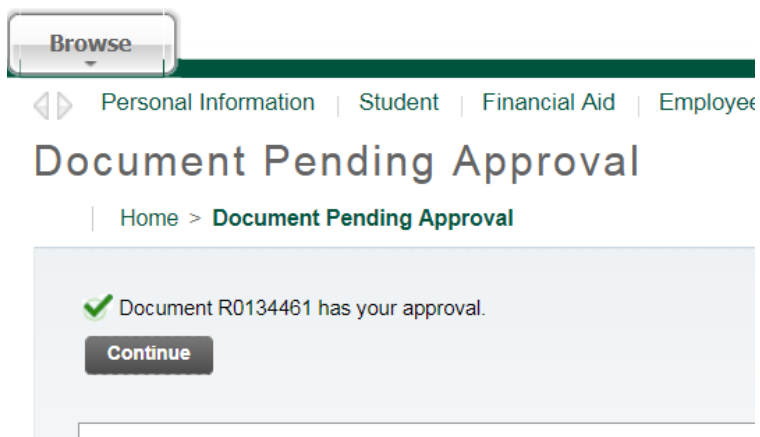 Browse
Personal Information | Student | Financial Aid | Employee
Document Pending Approval
Home > Document Pending Approval
Document R0134461 has your approval.
Continue